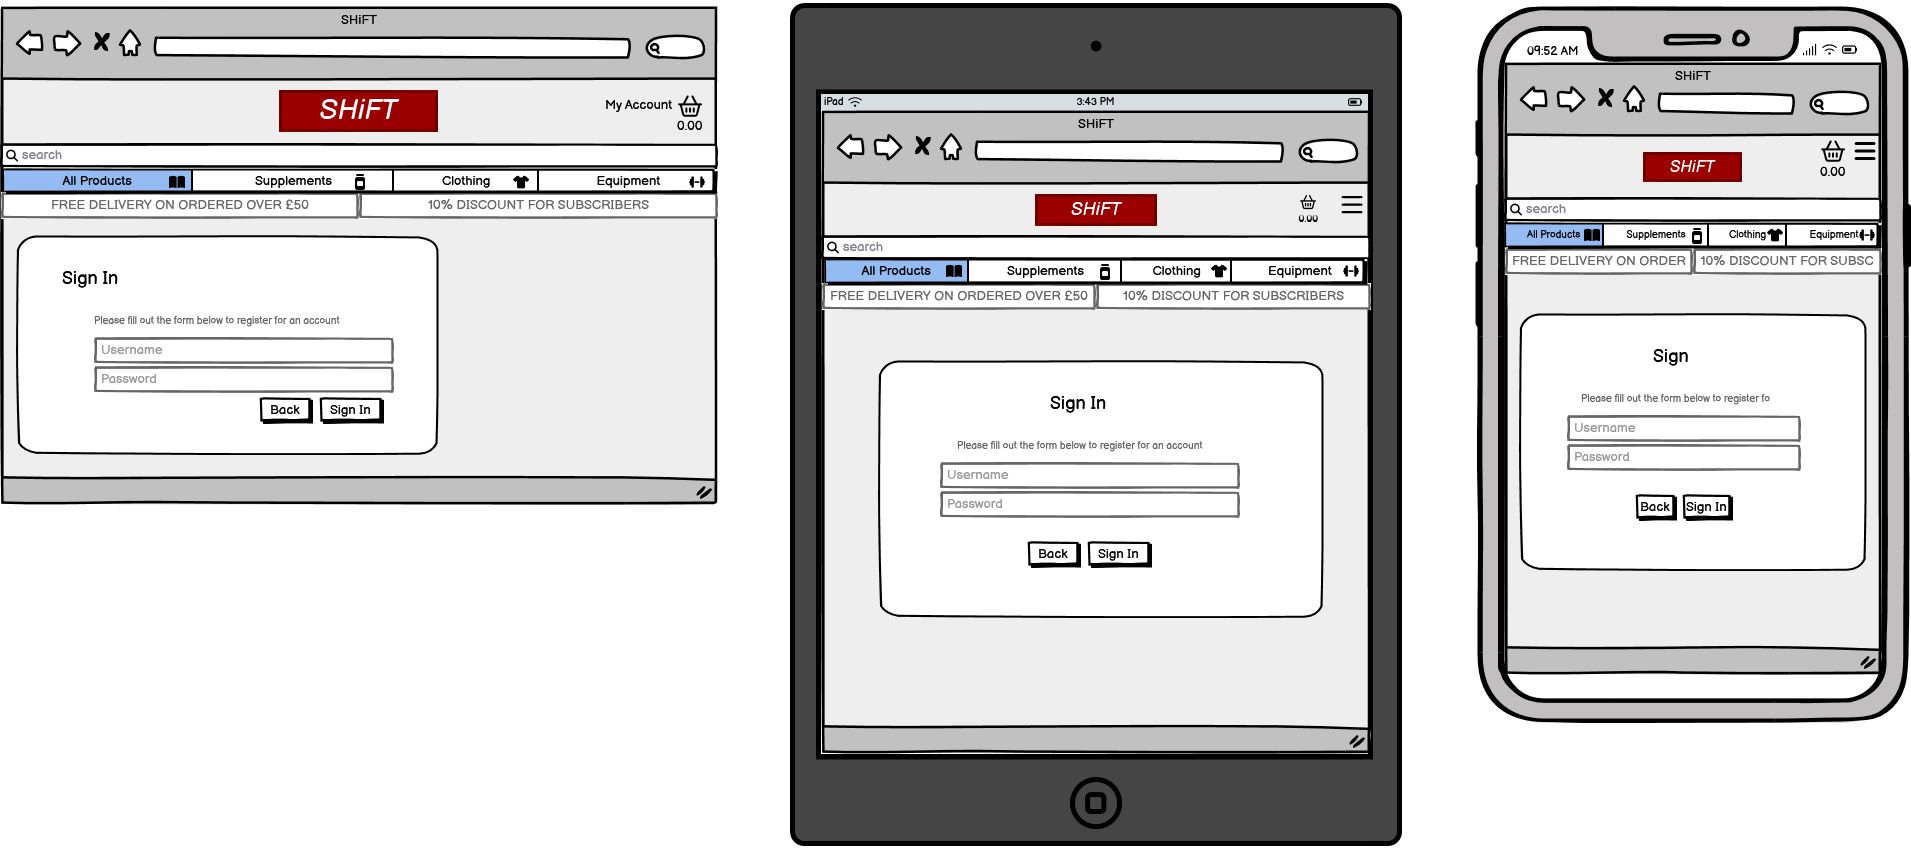 SHiFT
SHiFT
My Account
0.00
search
All Products Supplements Clothing Equipment
FREE DELIVERY ON ORDERED OVER £50 10% DISCOUNT FOR SUBSCRIBERS
Sign In
Please fill out the form below to register for an account
Username
Password
Back Sign In
iPad 3:43 PM
SHiFT
SHiFT
0.00
search
All Products Supplements Clothing Equipment
FREE DELIVERY ON ORDERED OVER £50 10% DISCOUNT FOR SUBSCRIBERS
Sign In
Please fill out the form below to register for an account
Username
Password
Back Sign In
09:52 AM
SHiFT
SHiFT
0.00
search
All Products Supplements Clothing Equipment
FREE DELIVERY ON ORDER 10% DISCOUNT FOR SUBSC
Sign
Please fill out the form below to register fo
Username
Password
Back Sign In